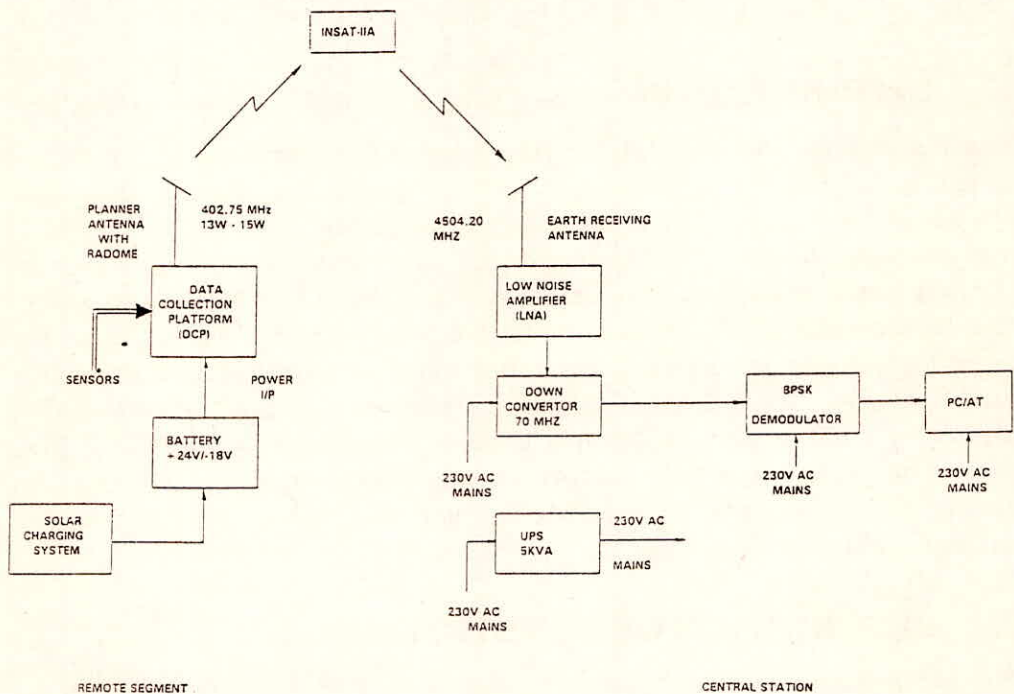 INSAT-IIA
PLANNER
ANTENNA
WITH
RADOME
402.75 MHz
13W - 15W
4504.20
MHZ
EARTH RECEIVING
ANTENNA
DATA
COLLECTION
PLATFORM
(DCP)
LOW NOISE
AMPLIFIER
(LNA)
SENSORS
POWER
I/P
DOWN
CONVERTOR
70 MHZ
BPSK
DEMODULATOR
PC/AT
BATTERY
+24V/-18V
230V AC
MAINS
230V AC
MAINS
230V AC
MAINS
SOLAR
CHARGING
SYSTEM
UPS
5KVA
230V AC
MAINS
230V AC
MAINS
REMOTE SEGMENT
CENTRAL STATION